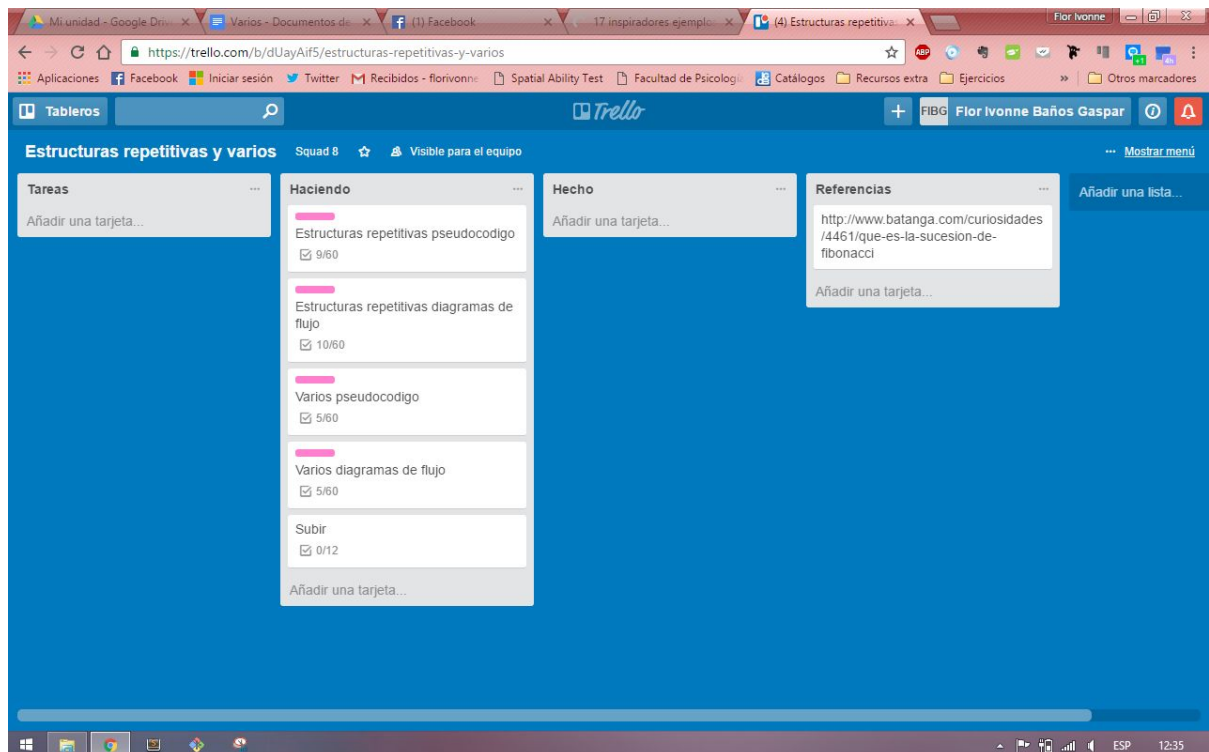 Mi unidad - Google Driv
Varios - Documentos de
(1) Facebook
17 inspiradores ejemplo
(4) Estructuras repetitiva
Flor Ivonne
https://trello.com/b/dUayAif5/estructuras-repetitivas-y-varios
ABP
+1
4h
Aplicaciones
Facebook
Iniciar sesión
Twitter
Recibidos - florivonne
Spatial Ability Test
Facultad de Psicologí
Catálogos
Recursos extra
Ejercicios
»
Otros marcadores
Tableros
Trello
FIBG Flor Ivonne Baños Gaspar
Estructuras repetitivas y varios
Squad 8
Visible para el equipo
... Mostrar menú
Tareas
Añadir una tarjeta...
Haciendo
Estructuras repetitivas pseudocodigo
9/60
Estructuras repetitivas diagramas de
flujo
10/60
Varios pseudocodigo
5/60
Varios diagramas de flujo
5/60
Subir
0/12
Añadir una tarjeta...
Hecho
Añadir una tarjeta...
Referencias
http://www.batanga.com/curiosidades
/4461/que-es-la-sucesion-de-
fibonacci
Añadir una tarjeta...
Añadir una lista...
ESP
12:35